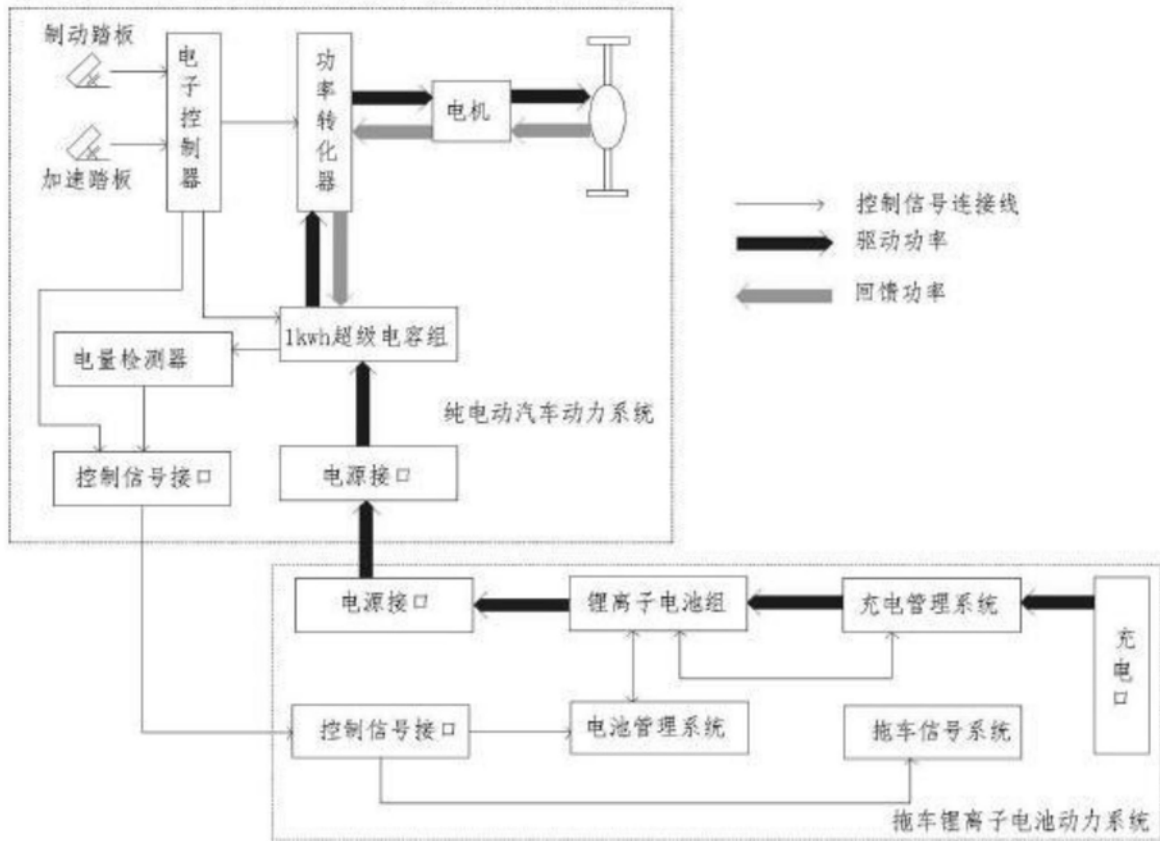 制动踏板
加速踏板
电子控制器
功率转化器
电机
控制信号连接线
驱动功率
回馈功率
1kwh超级电容组
电量检测器
纯电动汽车动力系统
控制信号接口
电源接口
电源接口
锂离子电池组
充电管理系统
充电口
控制信号接口
电池管理系统
拖车信号系统
拖车锂离子电池动力系统